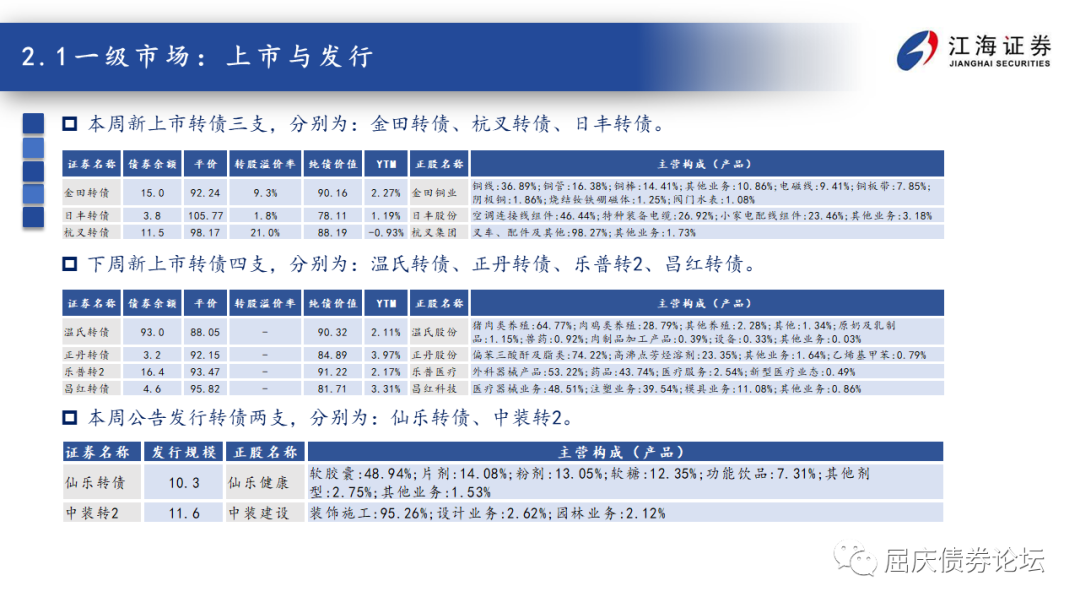 2.1一级市场：上市与发行
江海证券
JIANGHAI SECURITIES
本周新上市转债三支，分别为：金田转债、杭叉转债、日丰转债。
证券名称 债券余额 平价 转股溢价率 纯债价值 YTM 正股名称 主营构成（产品）
金田转债 15.0 92.24 9.3% 90.16 2.27% 金田铜业 铜线:36.89%;铜管:16.38%;铜棒:14.41%;其他业务:10.86%;电磁线:9.41%;铜板带:7.85%;
阴极铜:1.86%;烧结钕铁硼磁体:1.25%;阀门水表:1.08%
日丰转债 3.8 105.77 1.8% 78.11 1.19% 日丰股份 空调连接线组件:46.44%;特种装备电缆:26.92%;小家电配线组件:23.46%;其他业务:3.18%
杭叉转债 11.5 98.17 21.0% 88.19 -0.93% 杭叉集团 叉车、配件及其他:98.27%;其他业务:1.73%
下周新上市转债四支，分别为：温氏转债、正丹转债、乐普转2、昌红转债。
证券名称 债券余额 平价 转股溢价率 纯债价值 YTM 正股名称 主营构成（产品）
温氏转债 93.0 88.05 - 90.32 2.11% 温氏股份 猪肉类养殖:64.77%;肉鸡类养殖:28.79%;其他养殖:2.28%;其他:1.34%;原奶及乳制
品:1.15%;兽药:0.92%;肉制品加工产品:0.39%;设备:0.33%;其他业务:0.03%
正丹转债 3.2 92.15 - 84.89 3.97% 正丹股份 偏苯三酸酐及酯类:74.22%;高沸点芳烃溶剂:23.35%;其他业务:1.64%;乙烯基甲苯:0.79%
乐普转2 16.4 93.47 - 91.22 2.17% 乐普医疗 外科器械产品:53.22%;药品:43.74%;医疗服务:2.54%;新型医疗业态:0.49%
昌红转债 4.6 95.82 - 81.71 3.31% 昌红科技 医疗器械业务:48.51%;注塑业务:39.54%;模具业务:11.08%;其他业务:0.86%
本周公告发行转债两支，分别为：仙乐转债、中装转2。
证券名称 发行规模 正股名称 主营构成（产品）
仙乐转债 10.3 仙乐健康 软胶囊:48.94%;片剂:14.08%;粉剂:13.05%;软糖:12.35%;功能饮品:7.31%;其他剂
型:2.75%;其他业务:1.53%
中装转2 11.6 中装建设 装饰施工:95.26%;设计业务:2.62%;园林业务:2.12%
屈庆债券论坛